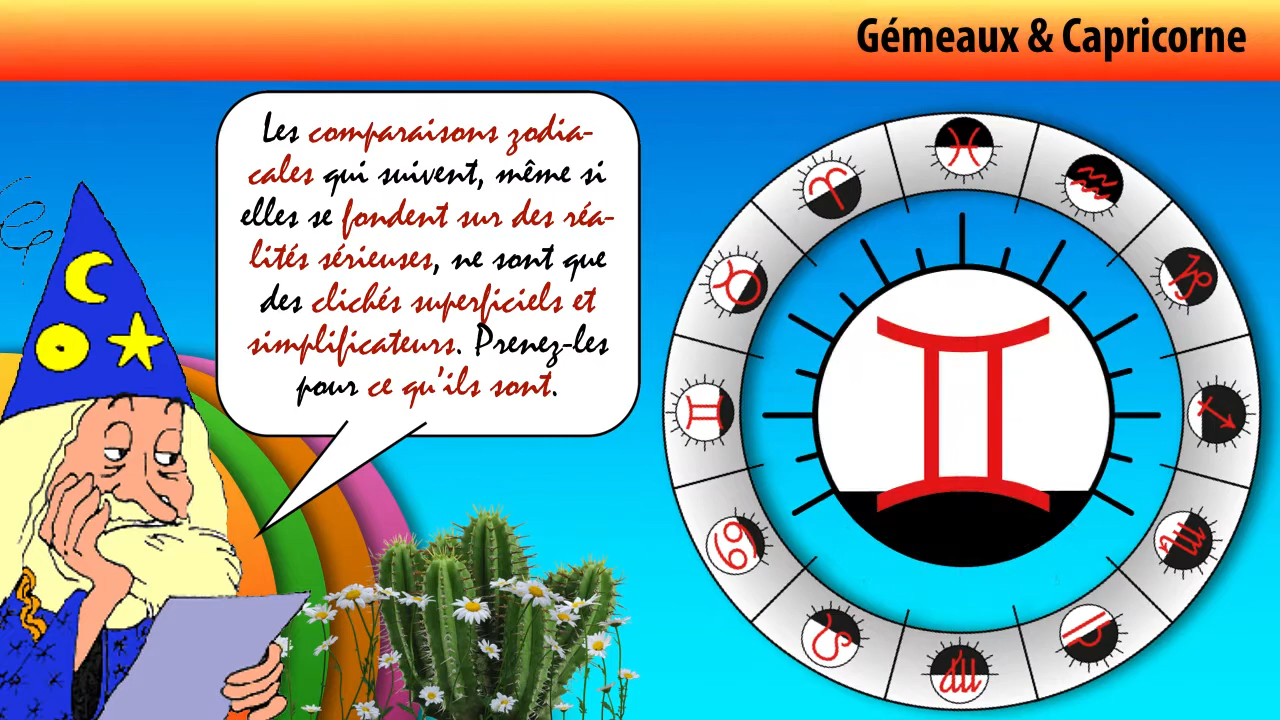 Gémeaux & Capricorne
Les comparaisons zodia-
cales qui suivent, même si
elles se fondent sur des réa-
lités sérieuses, ne sont que
des clichés superficiels et
simplificateurs. Prenez-les
pour ce qu'ils sont.